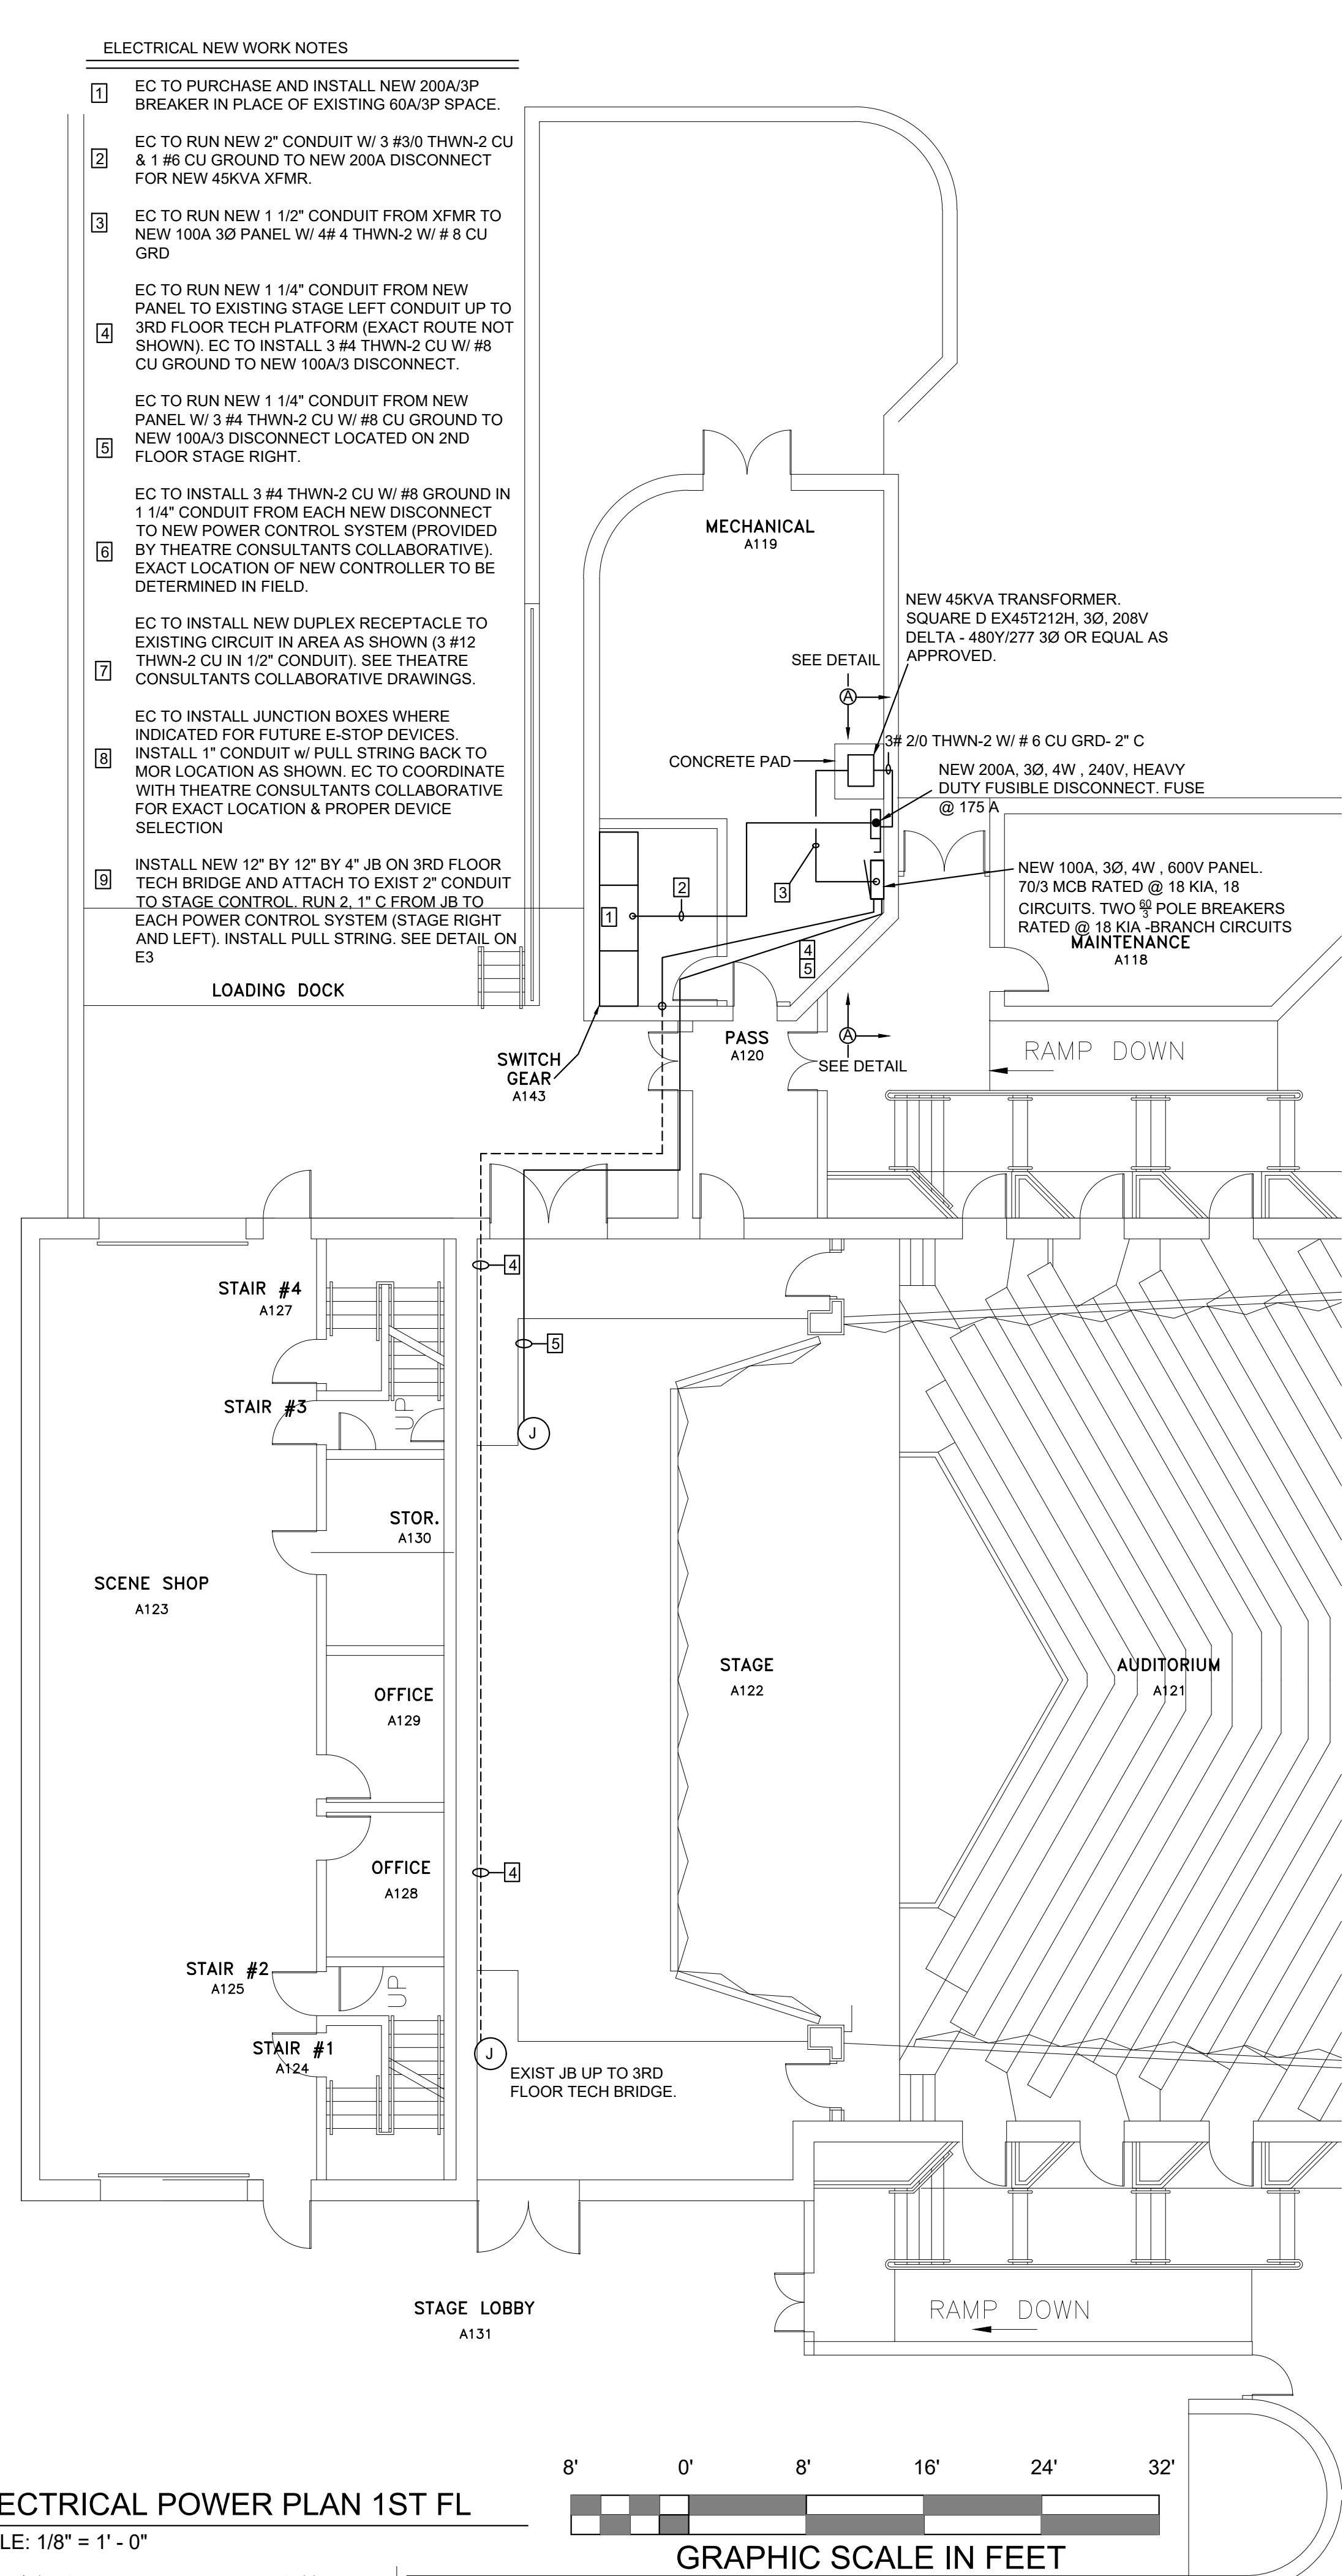 ELECTRICAL NEW WORK NOTES
1
EC TO PURCHASE AND INSTALL NEW 200A/3P
BREAKER IN PLACE OF EXISTING 60A/3P SPACE.
2
EC TO RUN NEW 2" CONDUIT W/ 3 #3/0 THWN-2 CU
& 1 #6 CU GROUND TO NEW 200A DISCONNECT
FOR NEW 45KVA XFMR.
3
EC TO RUN NEW 1 1/2" CONDUIT FROM XFMR TO
NEW 100A 3Ø PANEL W/ 4# 4 THWN-2 W/ # 8 CU
GRD
4
EC TO RUN NEW 1 1/4" CONDUIT FROM NEW
PANEL TO EXISTING STAGE LEFT CONDUIT UP TO
3RD FLOOR TECH PLATFORM (EXACT ROUTE NOT
SHOWN). EC TO INSTALL 3 #4 THWN-2 CU W/ #8
CU GROUND TO NEW 100A/3 DISCONNECT.
5
EC TO RUN NEW 1 1/4" CONDUIT FROM NEW
PANEL W/ 3 #4 THWN-2 CU W/ #8 CU GROUND TO
NEW 100A/3 DISCONNECT LOCATED ON 2ND
FLOOR STAGE RIGHT.
6
EC TO INSTALL 3 #4 THWN-2 CU W/ #8 GROUND IN
1 1/4" CONDUIT FROM EACH NEW DISCONNECT
TO NEW POWER CONTROL SYSTEM (PROVIDED
BY THEATRE CONSULTANTS COLLABORATIVE).
EXACT LOCATION OF NEW CONTROLLER TO BE
DETERMINED IN FIELD.
7
EC TO INSTALL NEW DUPLEX RECEPTACLE TO
EXISTING CIRCUIT IN AREA AS SHOWN (3 #12
THWN-2 CU IN 1/2" CONDUIT). SEE THEATRE
CONSULTANTS COLLABORATIVE DRAWINGS.
8
EC TO INSTALL JUNCTION BOXES WHERE
INDICATED FOR FUTURE E-STOP DEVICES.
INSTALL 1" CONDUIT w/ PULL STRING BACK TO
MOR LOCATION AS SHOWN. EC TO COORDINATE
WITH THEATRE CONSULTANTS COLLABORATIVE
FOR EXACT LOCATION & PROPER DEVICE
SELECTION
9
INSTALL NEW 12" BY 12" BY 4" JB ON 3RD FLOOR
TECH BRIDGE AND ATTACH TO EXIST 2" CONDUIT
TO STAGE CONTROL. RUN 2, 1" C FROM JB TO
EACH POWER CONTROL SYSTEM (STAGE RIGHT
AND LEFT). INSTALL PULL STRING. SEE DETAIL ON
E3
MECHANICAL
A119
NEW 45KVA TRANSFORMER.
SQUARE D EX45T212H, 3Ø, 208V
DELTA - 480Y/277 3Ø OR EQUAL AS
APPROVED.
SEE DETAIL
A
3# 2/0 THWN-2 W/ # 6 CU GRD- 2" C
CONCRETE PAD
NEW 200A, 3Ø, 4W , 240V, HEAVY
DUTY FUSIBLE DISCONNECT. FUSE
@ 175 A
NEW 100A, 3Ø, 4W , 600V PANEL.
70/3 MCB RATED @ 18 KIA, 18
CIRCUITS. TWO 60/3 POLE BREAKERS
RATED @ 18 KIA -BRANCH CIRCUITS
MAINTENANCE
A118
1
2
3
4
5
LOADING DOCK
SWITCH
GEAR
A143
PASS
A120
A
SEE DETAIL
RAMP DOWN
4
5
J
STAIR #4
A127
STAIR #3
UP
STOR.
A130
SCENE SHOP
A123
OFFICE
A129
STAGE
A122
AUDITORIUM
A121
OFFICE
A128
4
STAIR #2
A125
UP
STAIR #1
A124
J
EXIST JB UP TO 3RD
FLOOR TECH BRIDGE.
STAGE LOBBY
A131
RAMP DOWN
8' 0' 8' 16' 24' 32'
GRAPHIC SCALE IN FEET
ECTRICAL POWER PLAN 1ST FL
LE: 1/8" = 1' - 0"